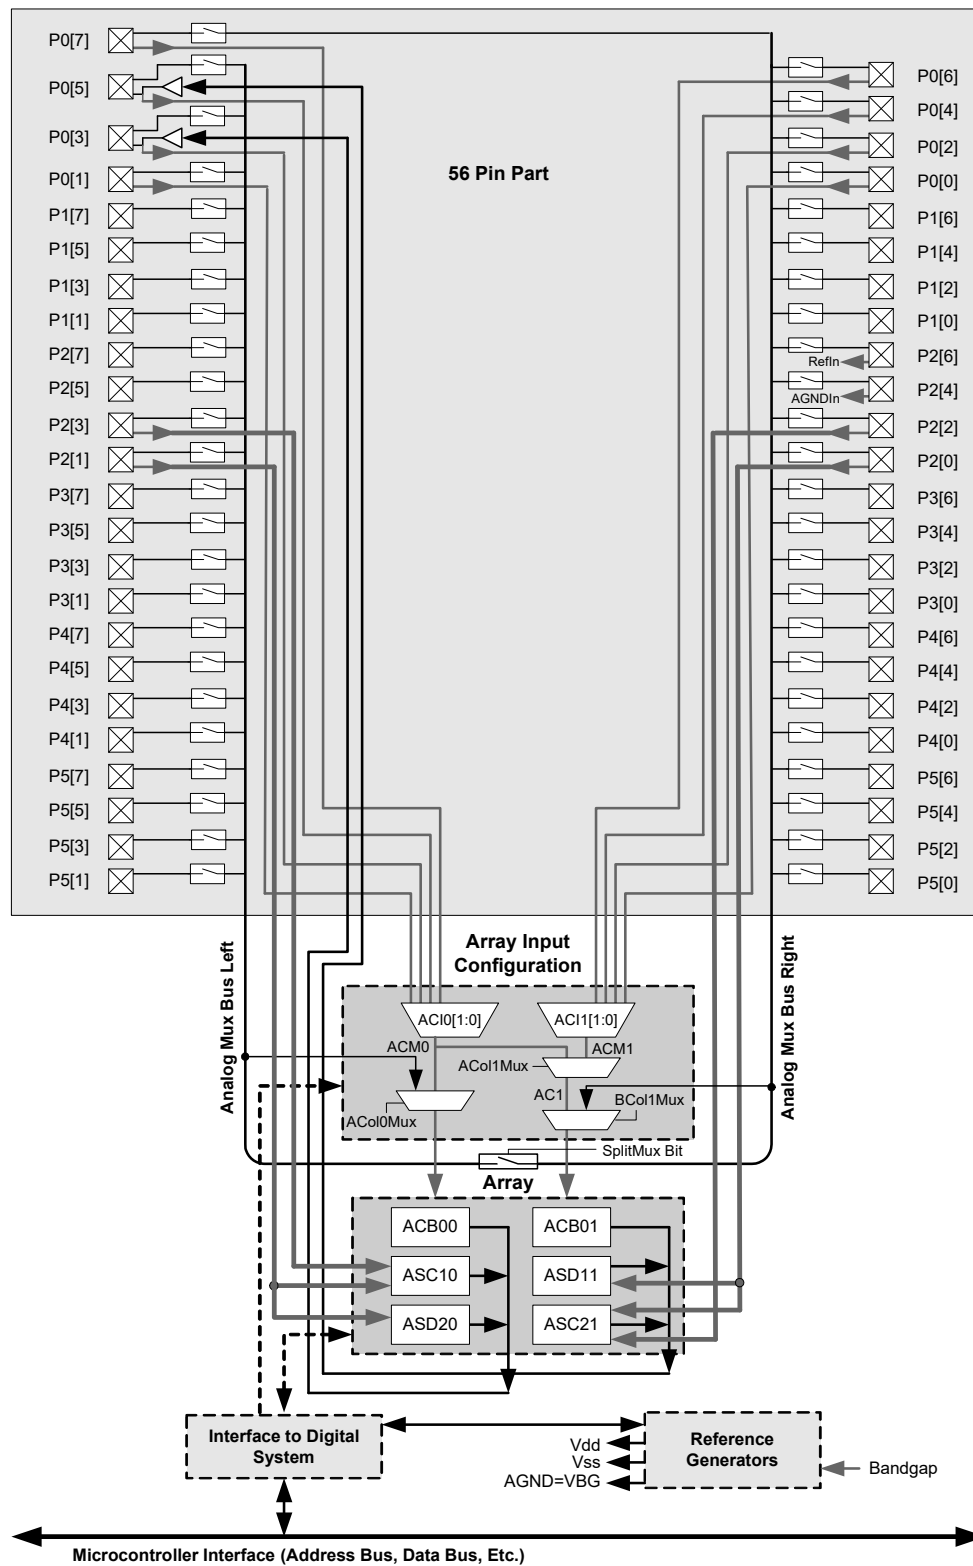 P0[7]
P0[5]
P0[3]
P0[1]
P1[7]
P1[5]
P1[3]
P1[1]
P2[7]
P2[5]
P2[3]
P2[1]
P3[7]
P3[5]
P3[3]
P3[1]
P4[7]
P4[5]
P4[3]
P4[1]
P5[7]
P5[5]
P5[3]
P5[1]
56 Pin Part
P0[6]
P0[4]
P0[2]
P0[0]
P1[6]
P1[4]
P1[2]
P1[0]
P2[6]
RefIn
P2[4]
AGNDIn
P2[2]
P2[0]
P3[6]
P3[4]
P3[2]
P3[0]
P4[6]
P4[4]
P4[2]
P4[0]
P5[6]
P5[4]
P5[2]
P5[0]
Analog Mux Bus Left
Array Input
Configuration
Analog Mux Bus Right
ACI0[1:0]
ACI1[1:0]
ACM0
ACM1
ACol1Mux
AC1
BCol1Mux
ACol0Mux
SplitMux Bit
Array
ACB00
ACB01
ASC10
ASD11
ASD20
ASC21
Interface to Digital
System
Vdd
Vss
AGND=VBG
Reference
Generators
Bandgap
Microcontroller Interface (Address Bus, Data Bus, Etc.)